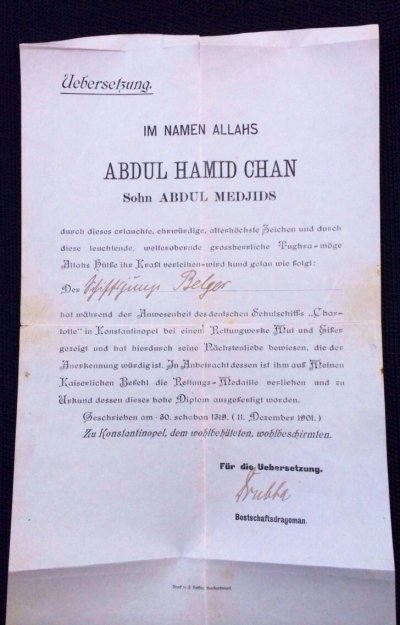 Uebersetzung.
IM NAMEN ALLAHS
ABDUL HAMID CHAN
Sohn ABDUL MEDJIDS
durch dieses erlauchte, ehrwürdige, allerhöchste Zeichen und durch
diese leuchtende, welterobernde grossherrliche Tughra-möge
Allahs Hülfe ihr Kraft verleihen-wird kund getan wie folgt:
Der Schiffsjunge Belger
hat während der Anwesenheit des deutschen Schulschiffs „Char-
lotte" in Konstantinopel bei einem Rettungswerke Mut und Eifer
gezeigt und hat hierdurch seine Nächstenliebe bewiesen, die der
Anerkennung würdig ist. In Anbetracht dessen ist ihm auf Meinen
Kaiserlichen Befehl die Rettungs-Medaille verliehen und zu
Urkund dessen dieses hohe Diplom ausgefertigt worden.
Geschrieben am 30. schaban 1319. (11. Dezember 1901.)
Zu Konstantinopel, dem wohlbehüteten, wohlbeschirmten.
Für die Uebersetzung.
Botschaftsdragoman.